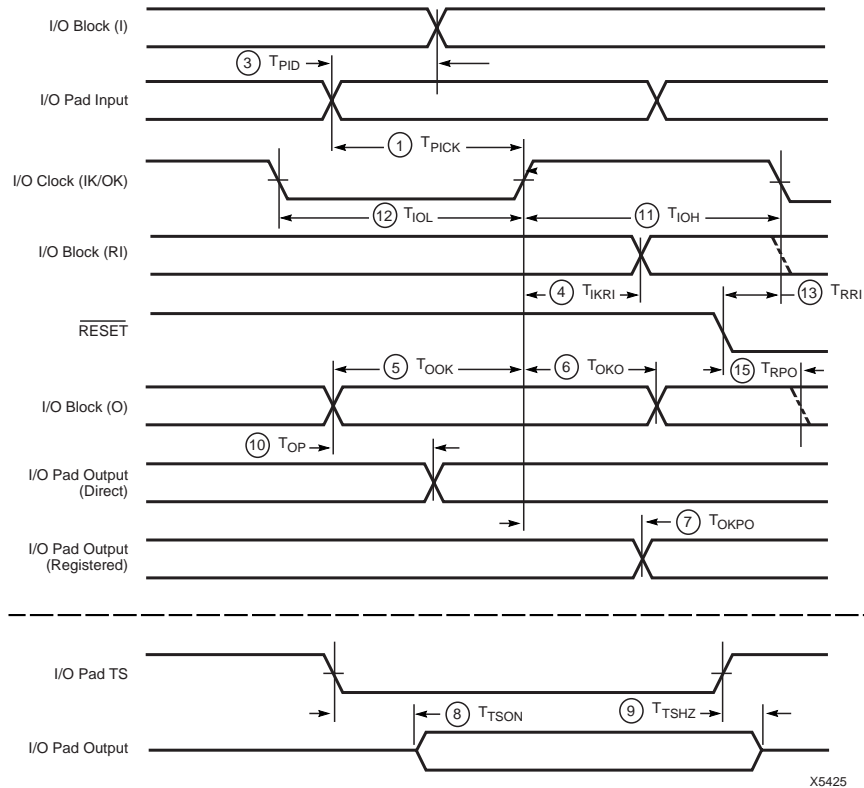 I/O Block (I)
3 TPID
I/O Pad Input
1 TPICK
I/O Clock (IK/OK)
12 TIOL
11 TIOH
I/O Block (RI)
4 TIKRI
13 TRRI
RESET
5 TOOK
6 TOKO
15 TRPO
I/O Block (O)
10 TOP
I/O Pad Output
(Direct)
7 TOKPO
I/O Pad Output
(Registered)
I/O Pad TS
8 TTSON
9 TTSHZ
I/O Pad Output
X5425